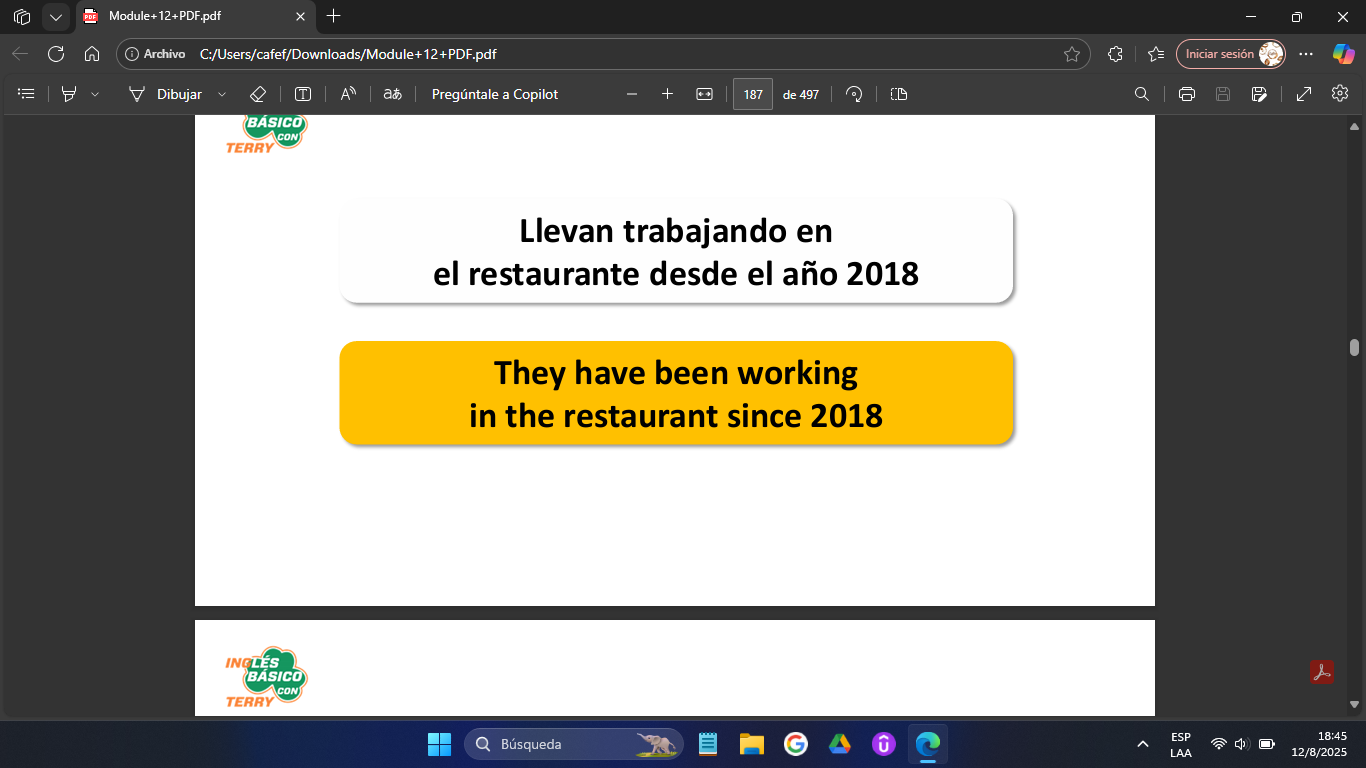 Module+12+PDF.pdf
Archivo C:/Users/cafef/Downloads/Module+12+PDF.pdf
Iniciar sesión
Dibujar
Pregúntale a Copilot
187 de 497
BÁSICO
CON
TERRY
Llevan trabajando en
el restaurante desde el año 2018
They have been working
in the restaurant since 2018
INGLÉS
BÁSICO
CON
TERRY
Búsqueda
ESP
LAA
18:45
12/8/2025